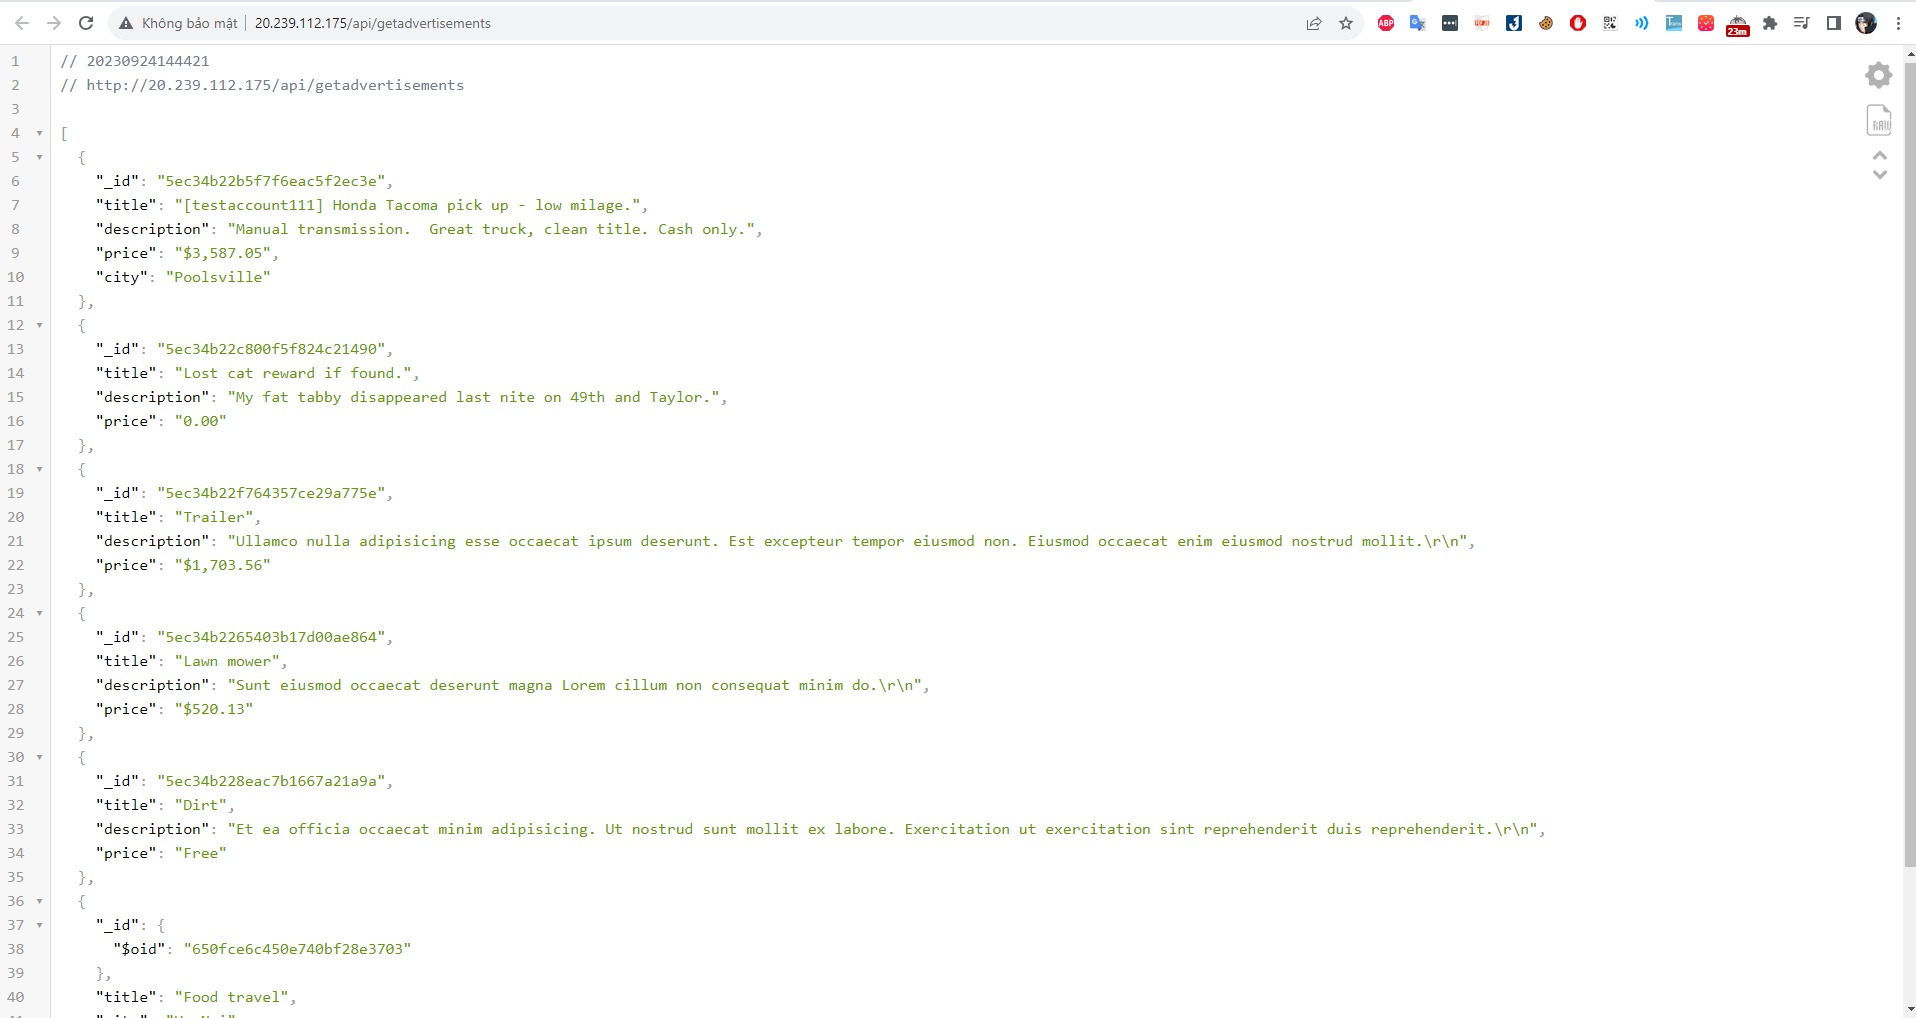 Không bảo mật 20.239.112.175/api/getadvertisements
ABP
23m
RAW
1 // 20230924144421
2 // http://20.239.112.175/api/getadvertisements
3
4 [
5 {
6 "_id": "5ec34b22b5f7f6eac5f2ec3e",
7 "title": "[testaccount111] Honda Tacoma pick up - low milage.",
8 "description": "Manual transmission.  Great truck, clean title. Cash only.",
9 "price": "$3,587.05",
10 "city": "Poolsville"
11 },
12 {
13 "_id": "5ec34b22c800f5f824c21490",
14 "title": "Lost cat reward if found.",
15 "description": "My fat tabby disappeared last nite on 49th and Taylor.",
16 "price": "0.00"
17 },
18 {
19 "_id": "5ec34b22f764357ce29a775e",
20 "title": "Trailer",
21 "description": "Ullamco nulla adipisicing esse occaecat ipsum deserunt. Est excepteur tempor eiusmod non. Eiusmod occaecat enim eiusmod nostrud mollit.\r\n",
22 "price": "$1,703.56"
23 },
24 {
25 "_id": "5ec34b2265403b17d00ae864",
26 "title": "Lawn mower",
27 "description": "Sunt eiusmod occaecat deserunt magna Lorem cillum non consequat minim do.\r\n",
28 "price": "$520.13"
29 },
30 {
31 "_id": "5ec34b228eac7b1667a21a9a",
32 "title": "Dirt",
33 "description": "Et ea officia occaecat minim adipisicing. Ut nostrud sunt mollit ex labore. Exercitation ut exercitation sint reprehenderit duis reprehenderit.\r\n",
34 "price": "Free"
35 },
36 {
37 "_id": {
38 "$oid": "650fce6c450e740bf28e3703"
39 },
40 "title": "Food travel",